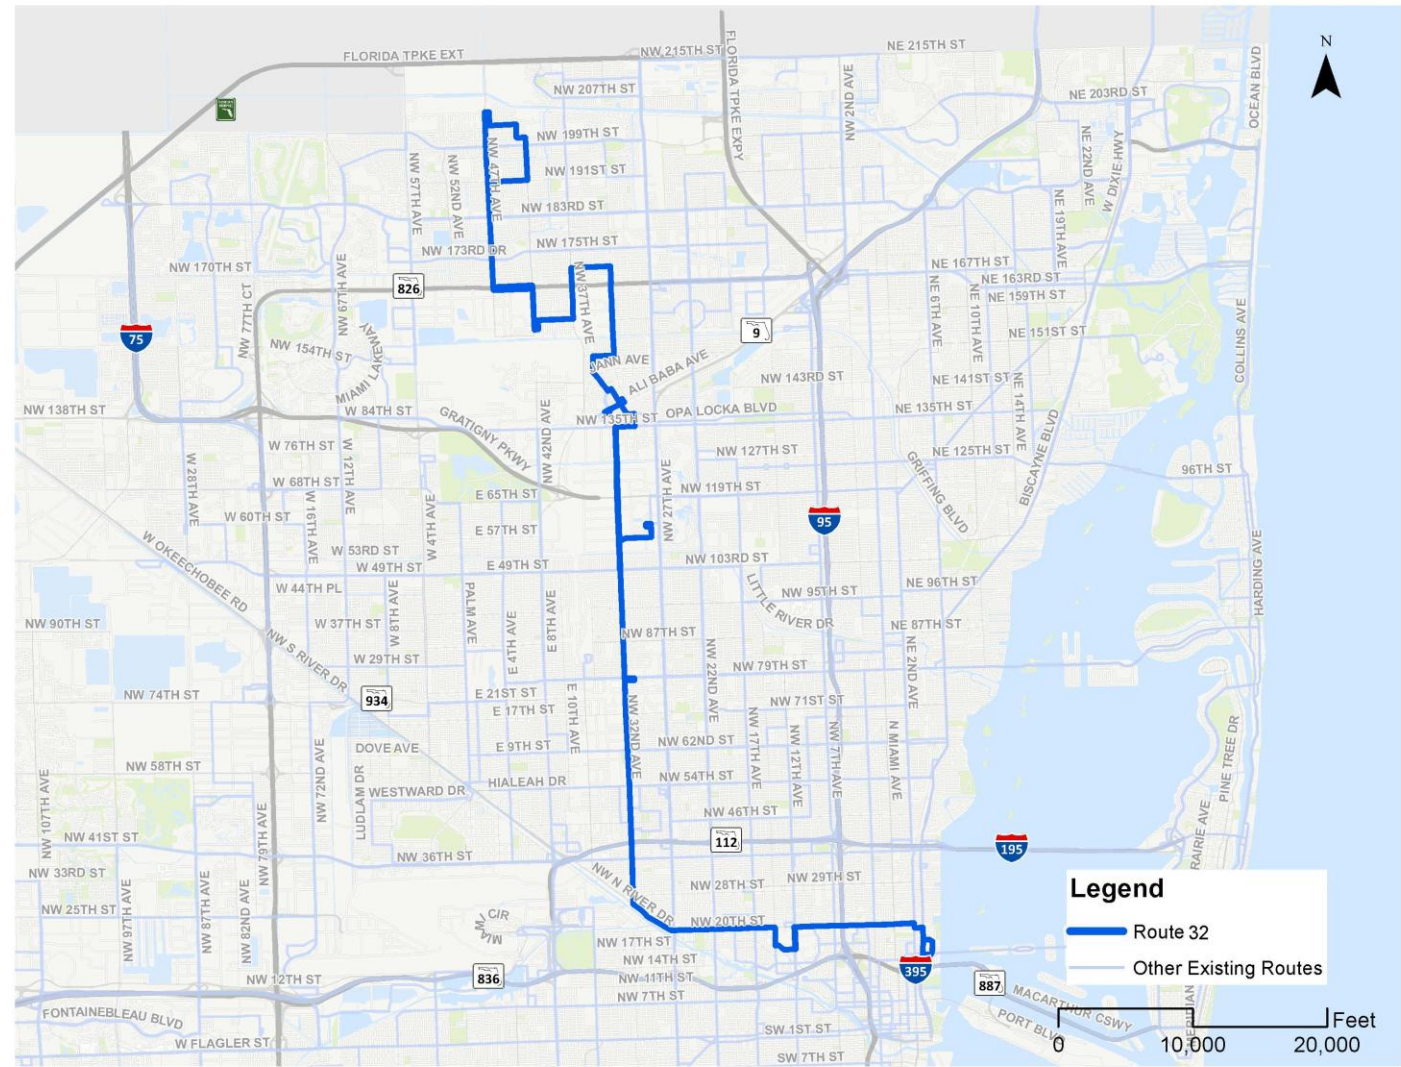 N
FLORIDA TPKE EXT
NW 215TH ST
NE 215TH ST
FLORIDA TPKE EXPY
OCEAN BLVD
NW 207TH ST
NW 2ND AVE
NE 203RD ST
NW 199TH ST
NE 22ND AVE
W DIXIE HWY
NW 57TH AVE
NW 52ND AVE
NW 47TH AVE
NW 191ST ST
NW 183RD ST
NE 19TH AVE
NW 173RD DR
NW 175TH ST
NW 170TH ST
NE 167TH ST
NE 163RD ST
NE 159TH ST
826
NW 77TH CT
NW 67TH AVE
NW 37TH AVE
NE 6TH AVE
NE 10TH AVE
75
9
NE 151ST ST
COLLINS AVE
NW 154TH ST
MIAMI LAKEWAY
JANN AVE
ALI BABA AVE
NW 143RD ST
NE 141ST ST
NE 14TH AVE
NW 138TH ST
W 84TH ST
GRATIGNY PKWY
NW 42ND AVE
NW 135TH ST
OPA LOCKA BLVD
NE 135TH ST
BISCAYNE BLVD
W 76TH ST
W 12TH AVE
NW 127TH ST
NE 125TH ST
W 28TH AVE
W 68TH ST
GRIFFING BLVD
96TH ST
W 16TH AVE
W 4TH AVE
E 65TH ST
NW 27TH AVE
NW 119TH ST
W 60TH ST
E 57TH ST
95
W OKEECHOBEE RD
W 53RD ST
W 49TH ST
E 49TH ST
NW 103RD ST
HARDING AVE
W 44TH PL
NW 95TH ST
NE 96TH ST
LITTLE RIVER DR
NW 90TH ST
W 37TH ST
W 8TH AVE
PALM AVE
E 4TH AVE
E 8TH AVE
NW 87TH ST
NE 87TH ST
NW S RIVER DR
W 29TH ST
NW 79TH ST
NE 2ND AVE
NW 74TH ST
934
E 21ST ST
E 17TH ST
E 10TH AVE
NW 22ND AVE
NW 71ST ST
NW 32ND AVE
NW 17TH AVE
NW 12TH AVE
NW 7TH AVE
N MIAMI AVE
PINE TREE DR
DOVE AVE
E 9TH ST
NW 62ND ST
NW 58TH ST
NW 72ND AVE
LUDLAM DR
HIALEAH DR
NW 54TH ST
WESTWARD DR
NW 107TH AVE
NW 79TH AVE
NW 46TH ST
NW 41ST ST
112
195
NW 36TH ST
RAIRIE AVE
NW 33RD ST
NW N RIVER DR
NW 28TH ST
NW 29TH ST
NW 25TH ST
NW 97TH AVE
NW 87TH AVE
NW 82ND AVE
MIAMI CIR
NW 20TH ST
NW 17TH ST
NW 14TH ST
NW 12TH ST
836
NW 11TH ST
395
887
NW 7TH ST
MACARTHUR CSWY
PORT BLVD
ERIDIAN
FONTAINEBLEAU BLVD
W FLAGLER ST
SW 1ST ST
SW 7TH ST
Legend
Route 32
Other Existing Routes
Feet
0 10,000 20,000